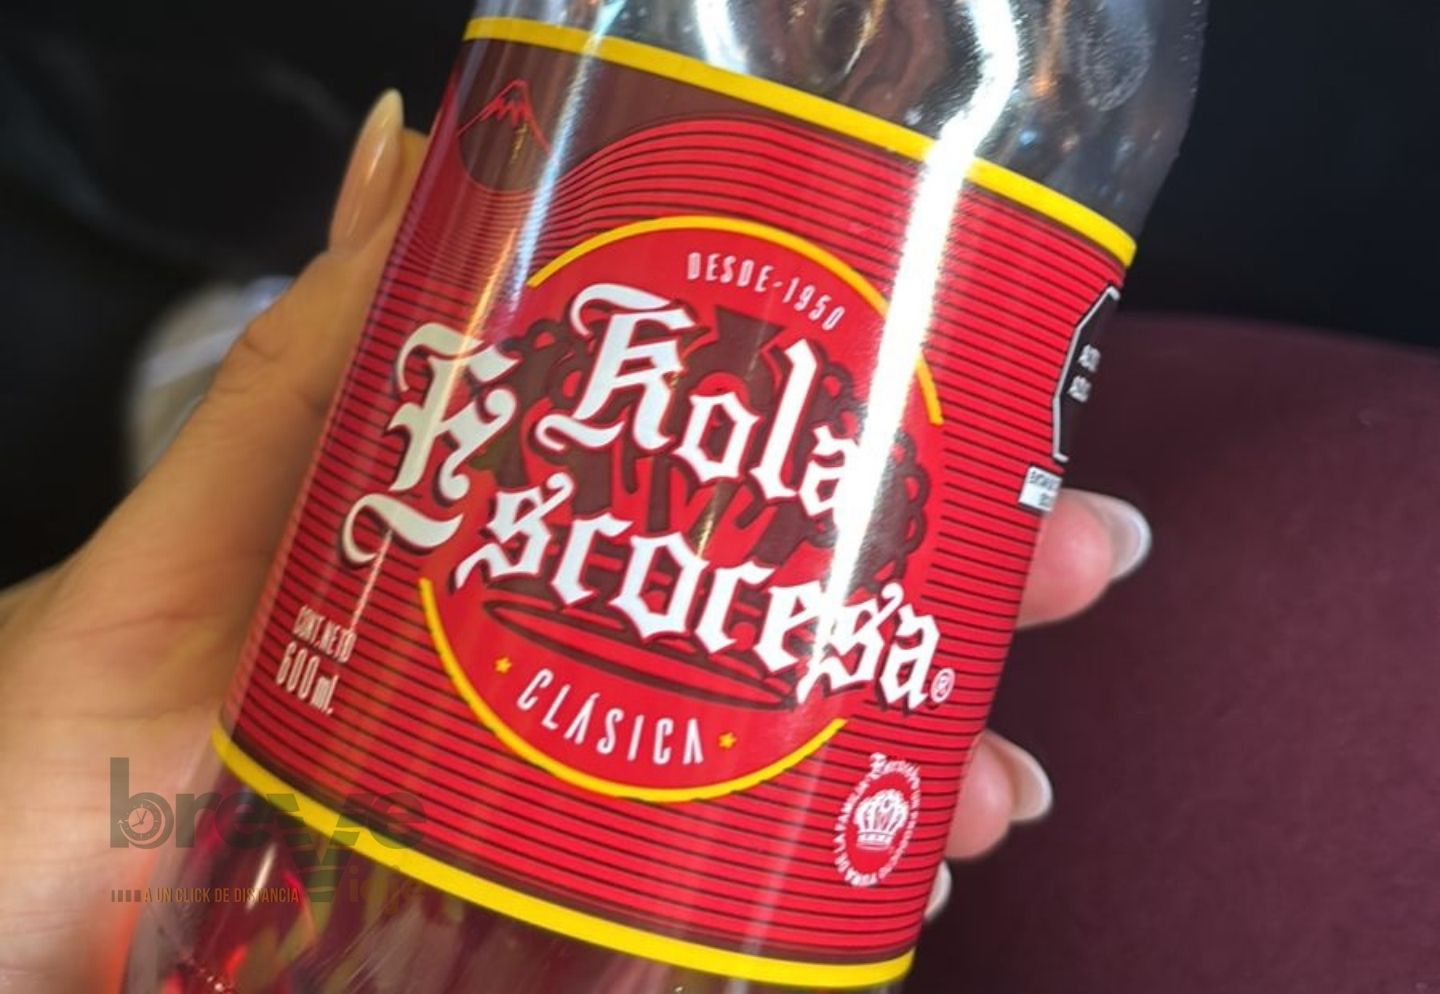 DESDE-1950
Kola
Escocesa®
CLÁSICA
CONT. NETO
600 ml.
breve
A UN CLICK DE DISTANCIA